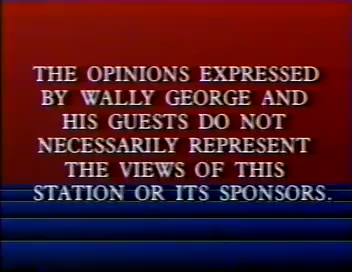 THE OPINIONS EXPRESSED
BY WALLY GEORGE AND
HIS GUESTS DO NOT
NECESSARILY REPRESENT
THE VIEWS OF THIS
STATION OR ITS SPONSORS.